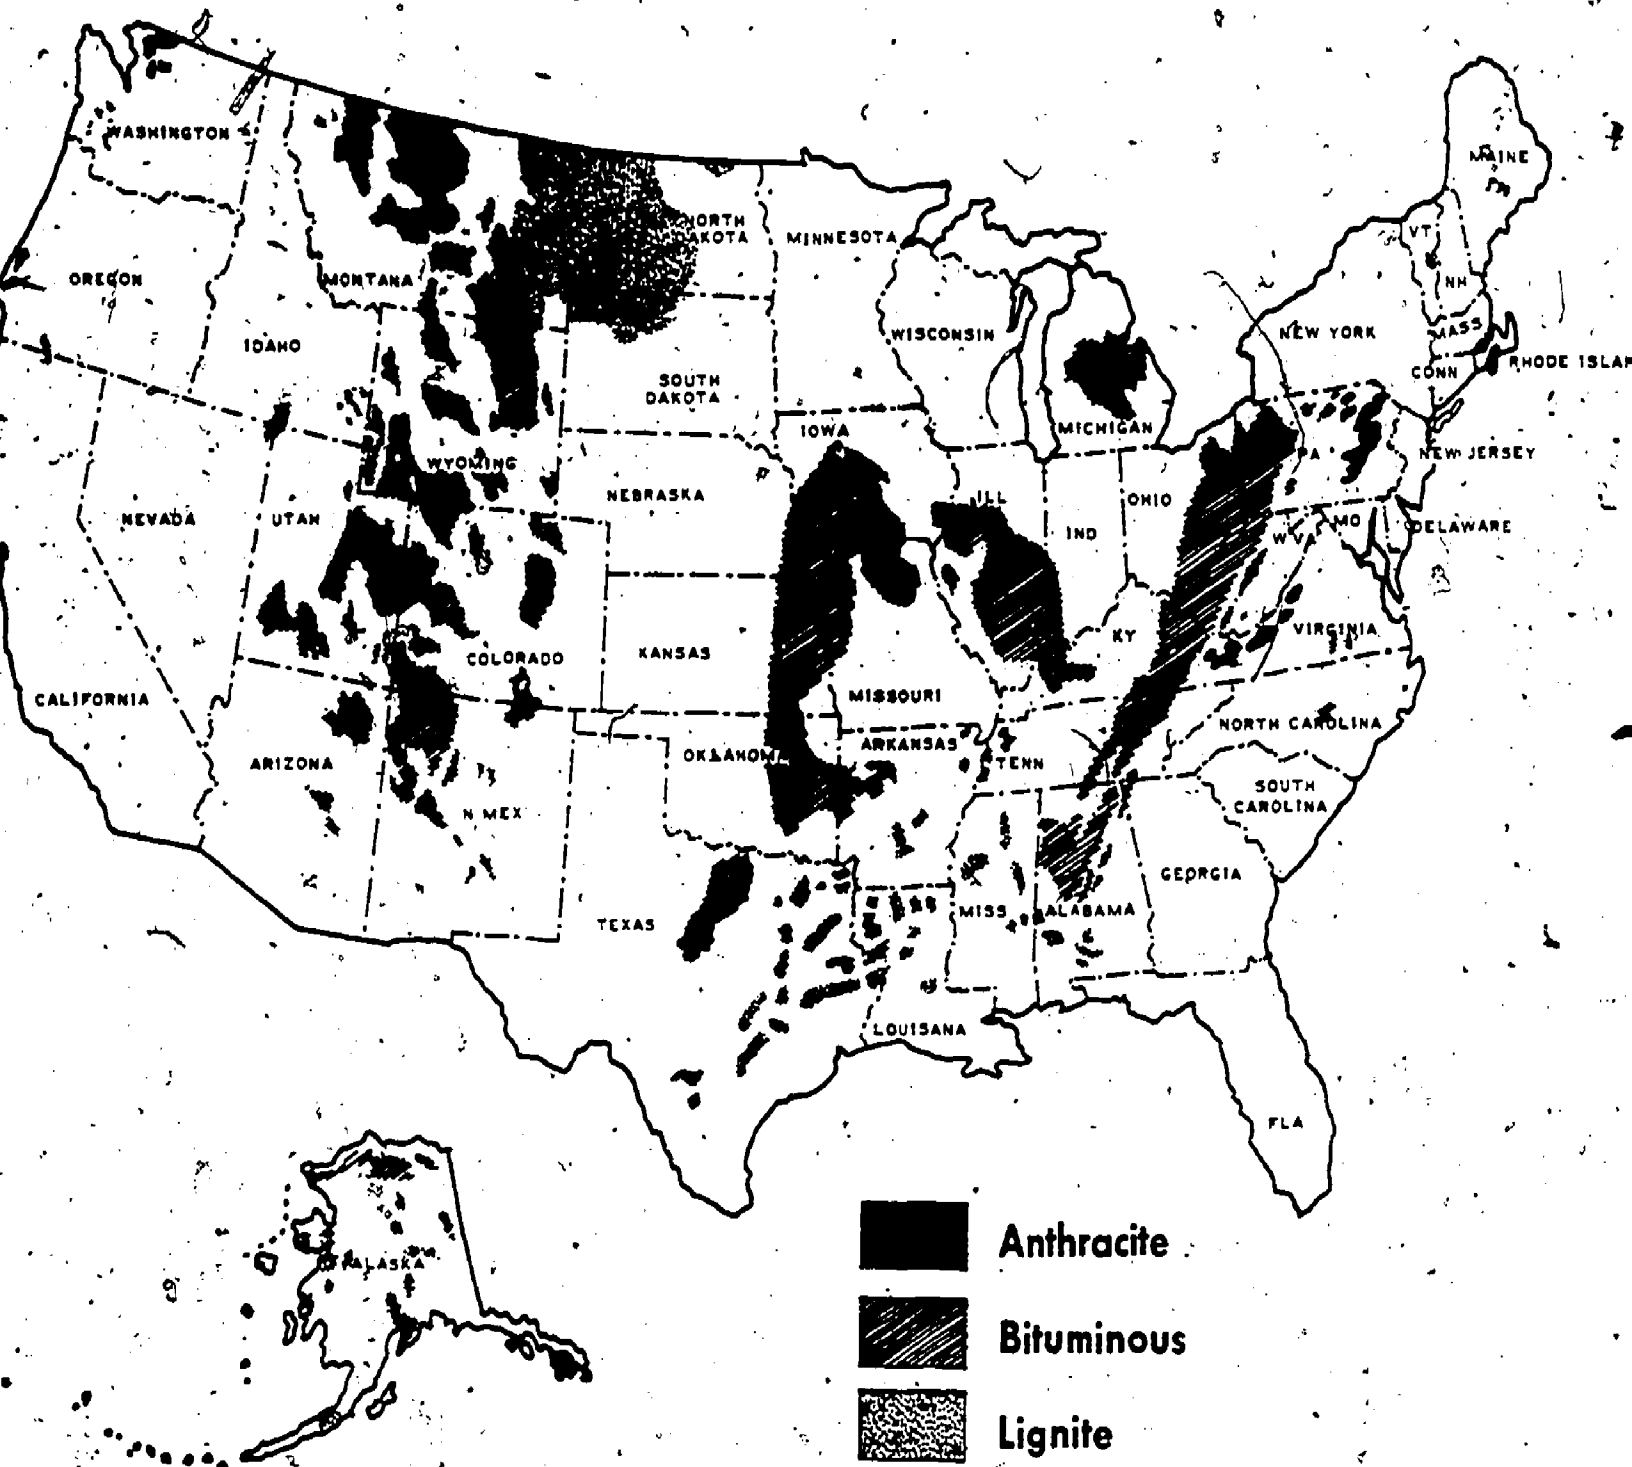 WASHINGTON
MAINE
NORTH
DAKOTA
MINNESOTA
VT
OREGON
MONTANA
NH
IDAHO
WISCONSIN
NEW YORK
MASS
RHODE ISLAN
CONN
SOUTH
DAKOTA
IOWA
MICHIGAN
WYOMING
PA
NEW JERSEY
NEBRASKA
ILL
OHIO
NEVADA
UTAH
IND
W VA
MO
DELAWARE
KY
VIRGINIA
COLORADO
KANSAS
CALIFORNIA
MISSOURI
NORTH CAROLINA
ARIZONA
OKLAHOMA
ARKANSAS
TENN
SOUTH
CAROLINA
N MEX
GEORGIA
TEXAS
MISS
ALABAMA
LOUISANA
FLA
ALASKA
Anthracite
Bituminous
Lignite